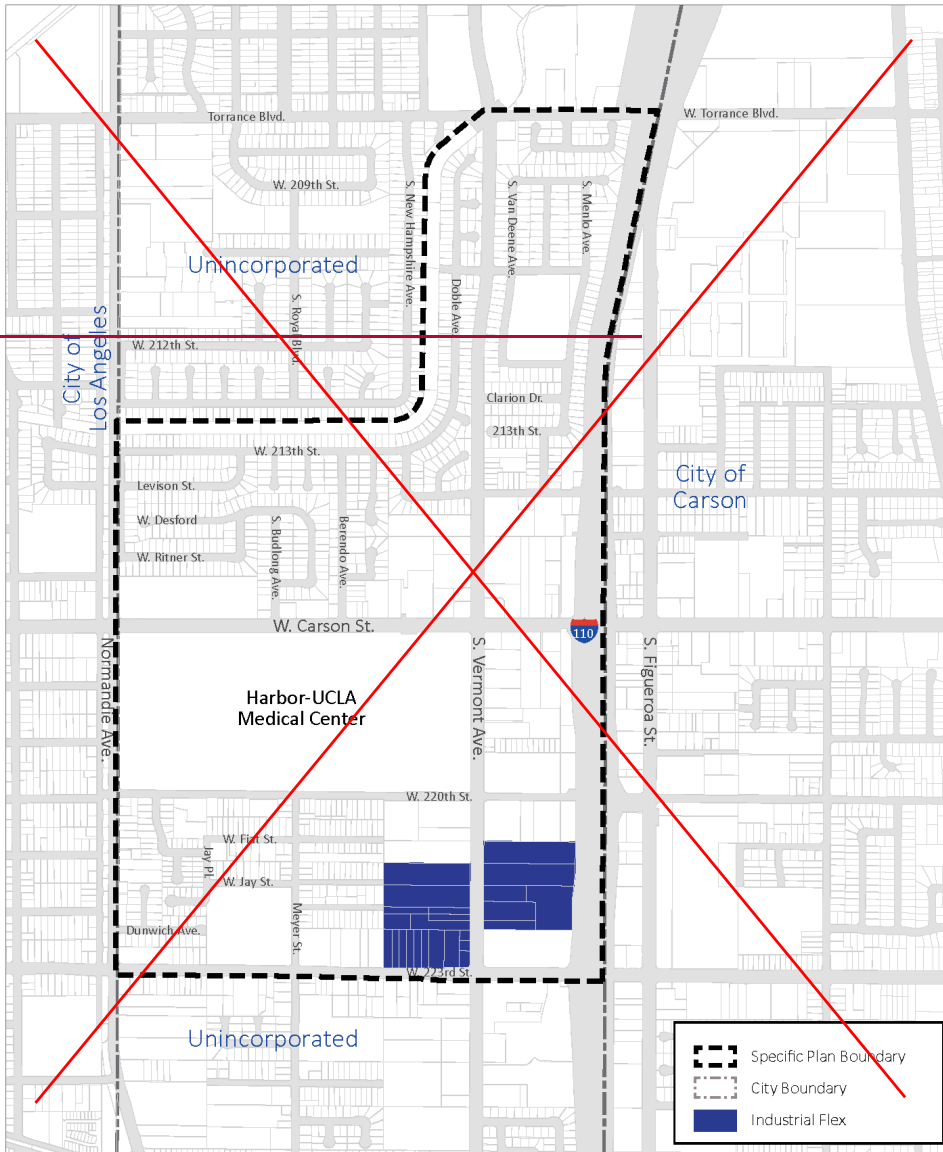 Torrance Blvd.
W. Torrance Blvd.
W. 209th St.
S. New Hampshire Ave.
S. Van Deene Ave.
S. Menlo Ave.
Unincorporated
Doble Ave.
S. Royal Blvd.
City of
Los Angeles
W. 212th St.
Clarion Dr.
213th St.
W. 213th St.
City of
Carson
Levison St.
W. Desford
S. Budlong Ave.
Berendo Ave.
W. Ritner St.
W. Carson St.
110
Normandie Ave.
S. Vermont Ave.
S. Figueroa St.
Harbor-UCLA
Medical Center
W. 220th St.
W. Fiat St.
Jay Pl.
W. Jay St.
Meyer St.
Dunwich Ave.
W. 223rd St.
Unincorporated
Specific Plan Boundary
City Boundary
Industrial Flex